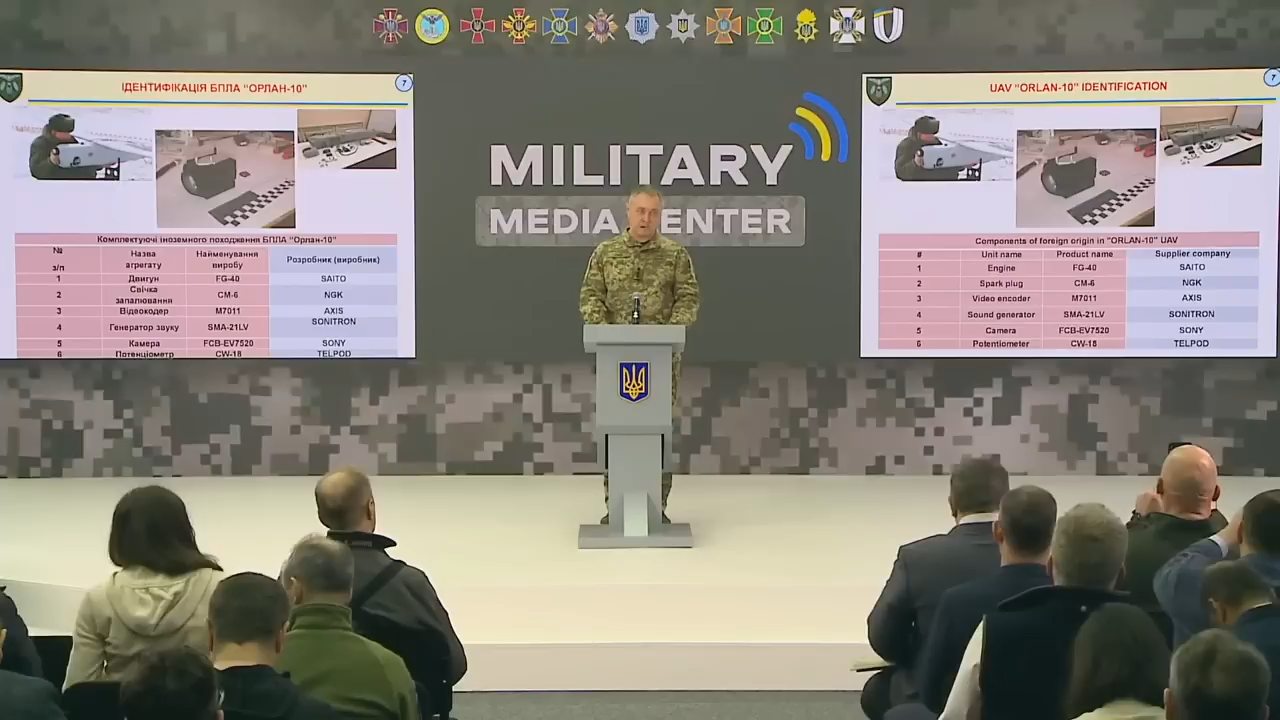 ІДЕНТИФІКАЦІЯ БПЛА “ОРЛАН-10”
7
Комплектуючі іноземного походження БПЛА “Орлан-10”
№ з/п Назва агрегату Найменування виробу Розробник (виробник)
1 Двигун FG-40 SAITO
2 Свічка запалювання CM-6 NGK
3 Відеокодер M7011 AXIS
4 Генератор звуку SMA-21LV SONITRON
5 Камера FCB-EV7520 SONY
6 Потенціометр CW-18 TELPOD
MILITARY
MEDIA CENTER
UAV “ORLAN-10” IDENTIFICATION
7
Components of foreign origin in "ORLAN-10" UAV
# Unit name Product name Supplier company
1 Engine FG-40 SAITO
2 Spark plug CM-6 NGK
3 Video encoder M7011 AXIS
4 Sound generator SMA-21LV SONITRON
5 Camera FCB-EV7520 SONY
6 Potentiometer CW-18 TELPOD